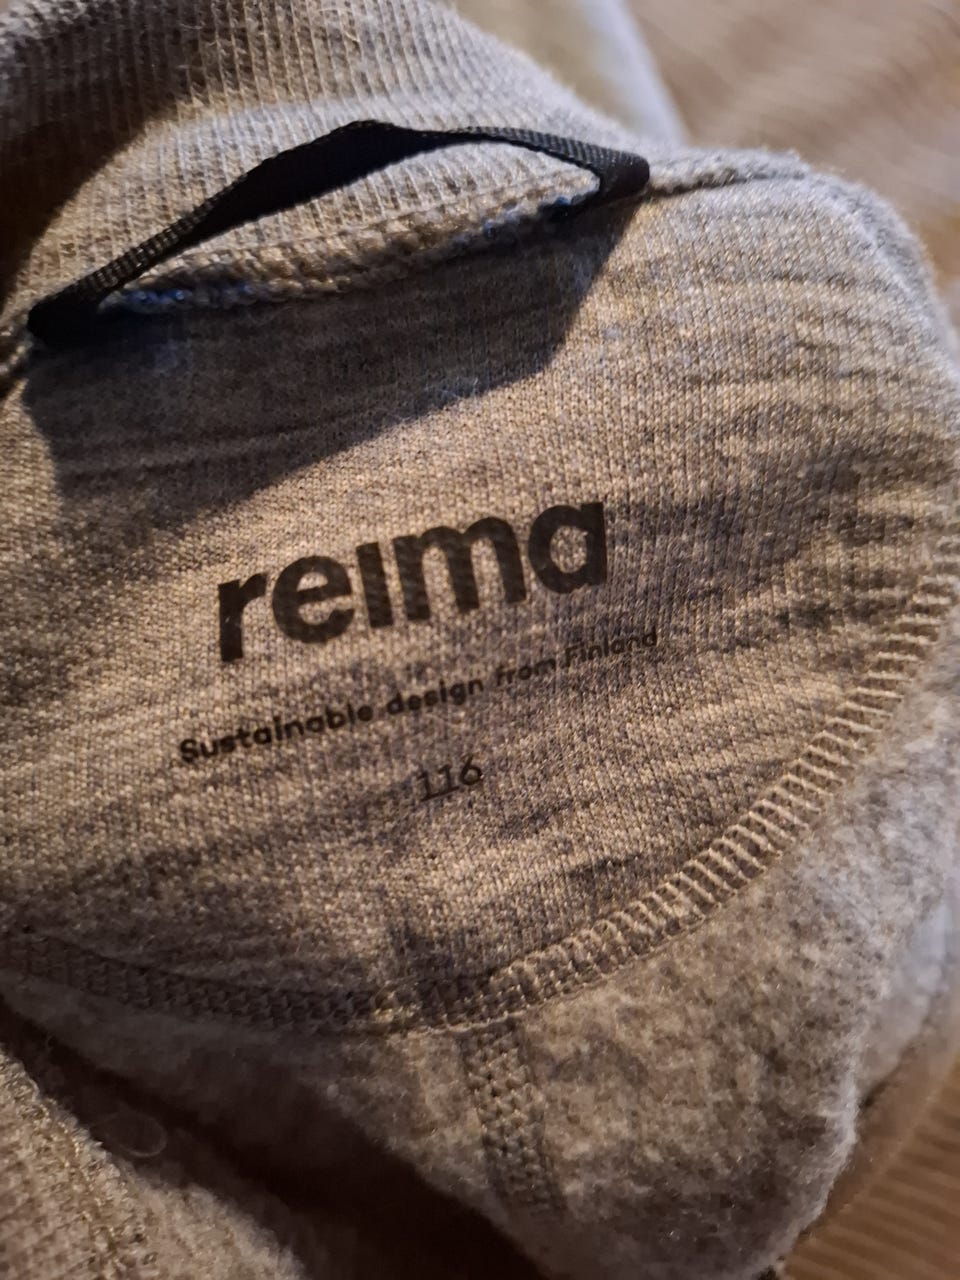 reima
Sustainable design from Finland
116